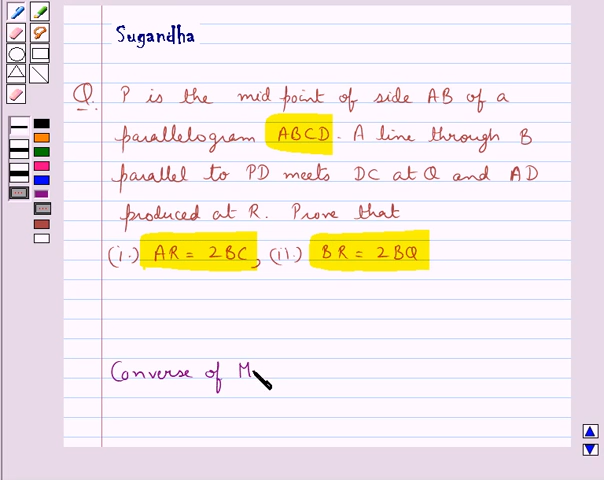 Sugandha
Q. P is the mid point of side AB of a
parallelogram ABCD. A line through B
parallel to PD meets DC at Q and AD
produced at R. Prove that
(i.) AR = 2BC, (ii.) BR = 2BQ
Converse of M